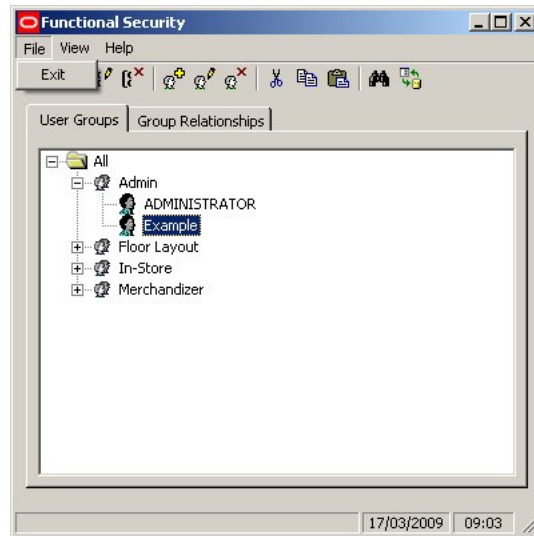 Functional Security
File View Help
Exit
User Groups Group Relationships
All
Admin
ADMINISTRATOR
Example
Floor Layout
In-Store
Merchandizer
17/03/2009 09:03